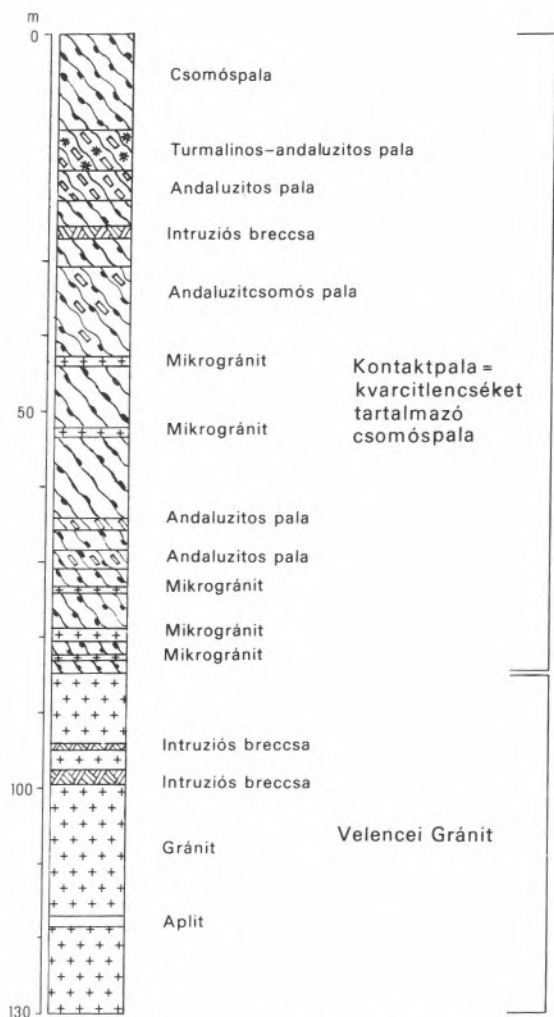 m
0
Csomóspala
Turmalinos-andaluzitos pala
Andaluzitos pala
Intruziós breccsa
Andaluzitcsomós pala
Mikrogránit
Kontaktpala =
kvarcitlencséket
tartalmazó
csomóspala
50
Mikrogránit
Andaluzitos pala
Andaluzitos pala
Mikrogránit
Mikrogránit
Mikrogránit
Intruziós breccsa
100
Intruziós breccsa
Velencei Gránit
Gránit
Aplit
130